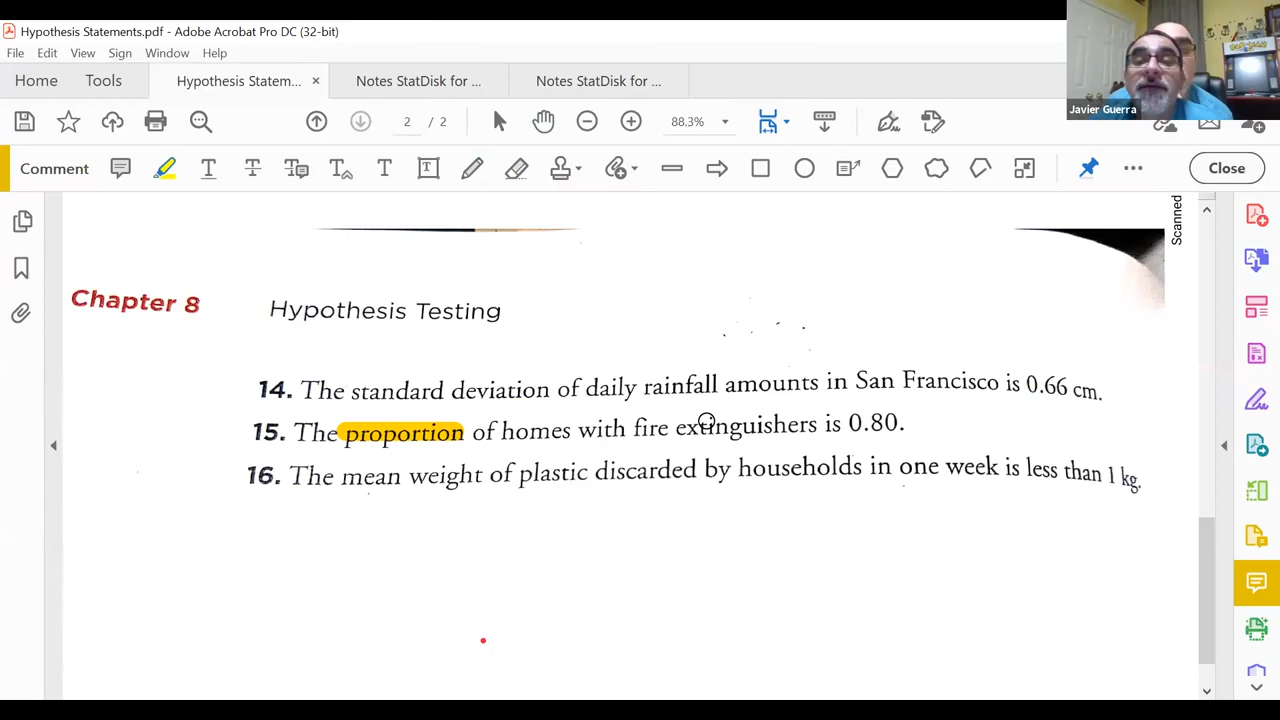 Hypothesis Statements.pdf - Adobe Acrobat Pro DC (32-bit)
File Edit View Sign Window Help
Home Tools Hypothesis Statem... × Notes StatDisk for ... Notes StatDisk for ...
Javier Guerra
/ 2 88.3%
Comment Close
Scanned
Chapter 8 Hypothesis Testing
14. The standard deviation of daily rainfall amounts in San Francisco is 0.66 cm.
15. The proportion of homes with fire extinguishers is 0.80.
16. The mean weight of plastic discarded by households in one week is less than 1 kg.